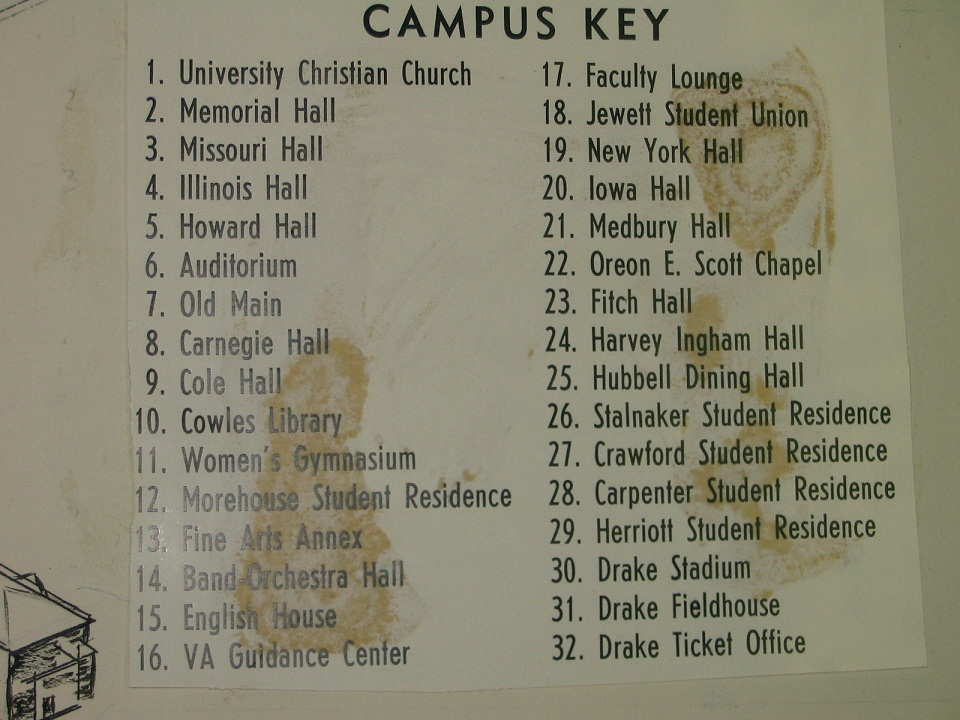 CAMPUS KEY
1. University Christian Church
2. Memorial Hall
3. Missouri Hall
4. Illinois Hall
5. Howard Hall
6. Auditorium
7. Old Main
8. Carnegie Hall
9. Cole Hall
10. Cowles Library
11. Women's Gymnasium
12. Morehouse Student Residence
13. Fine Arts Annex
14. Band-Orchestra Hall
15. English House
16. VA Guidance Center
17. Faculty Lounge
18. Jewett Student Union
19. New York Hall
20. Iowa Hall
21. Medbury Hall
22. Oreon E. Scott Chapel
23. Fitch Hall
24. Harvey Ingham Hall
25. Hubbell Dining Hall
26. Stalnaker Student Residence
27. Crawford Student Residence
28. Carpenter Student Residence
29. Herriott Student Residence
30. Drake Stadium
31. Drake Fieldhouse
32. Drake Ticket Office